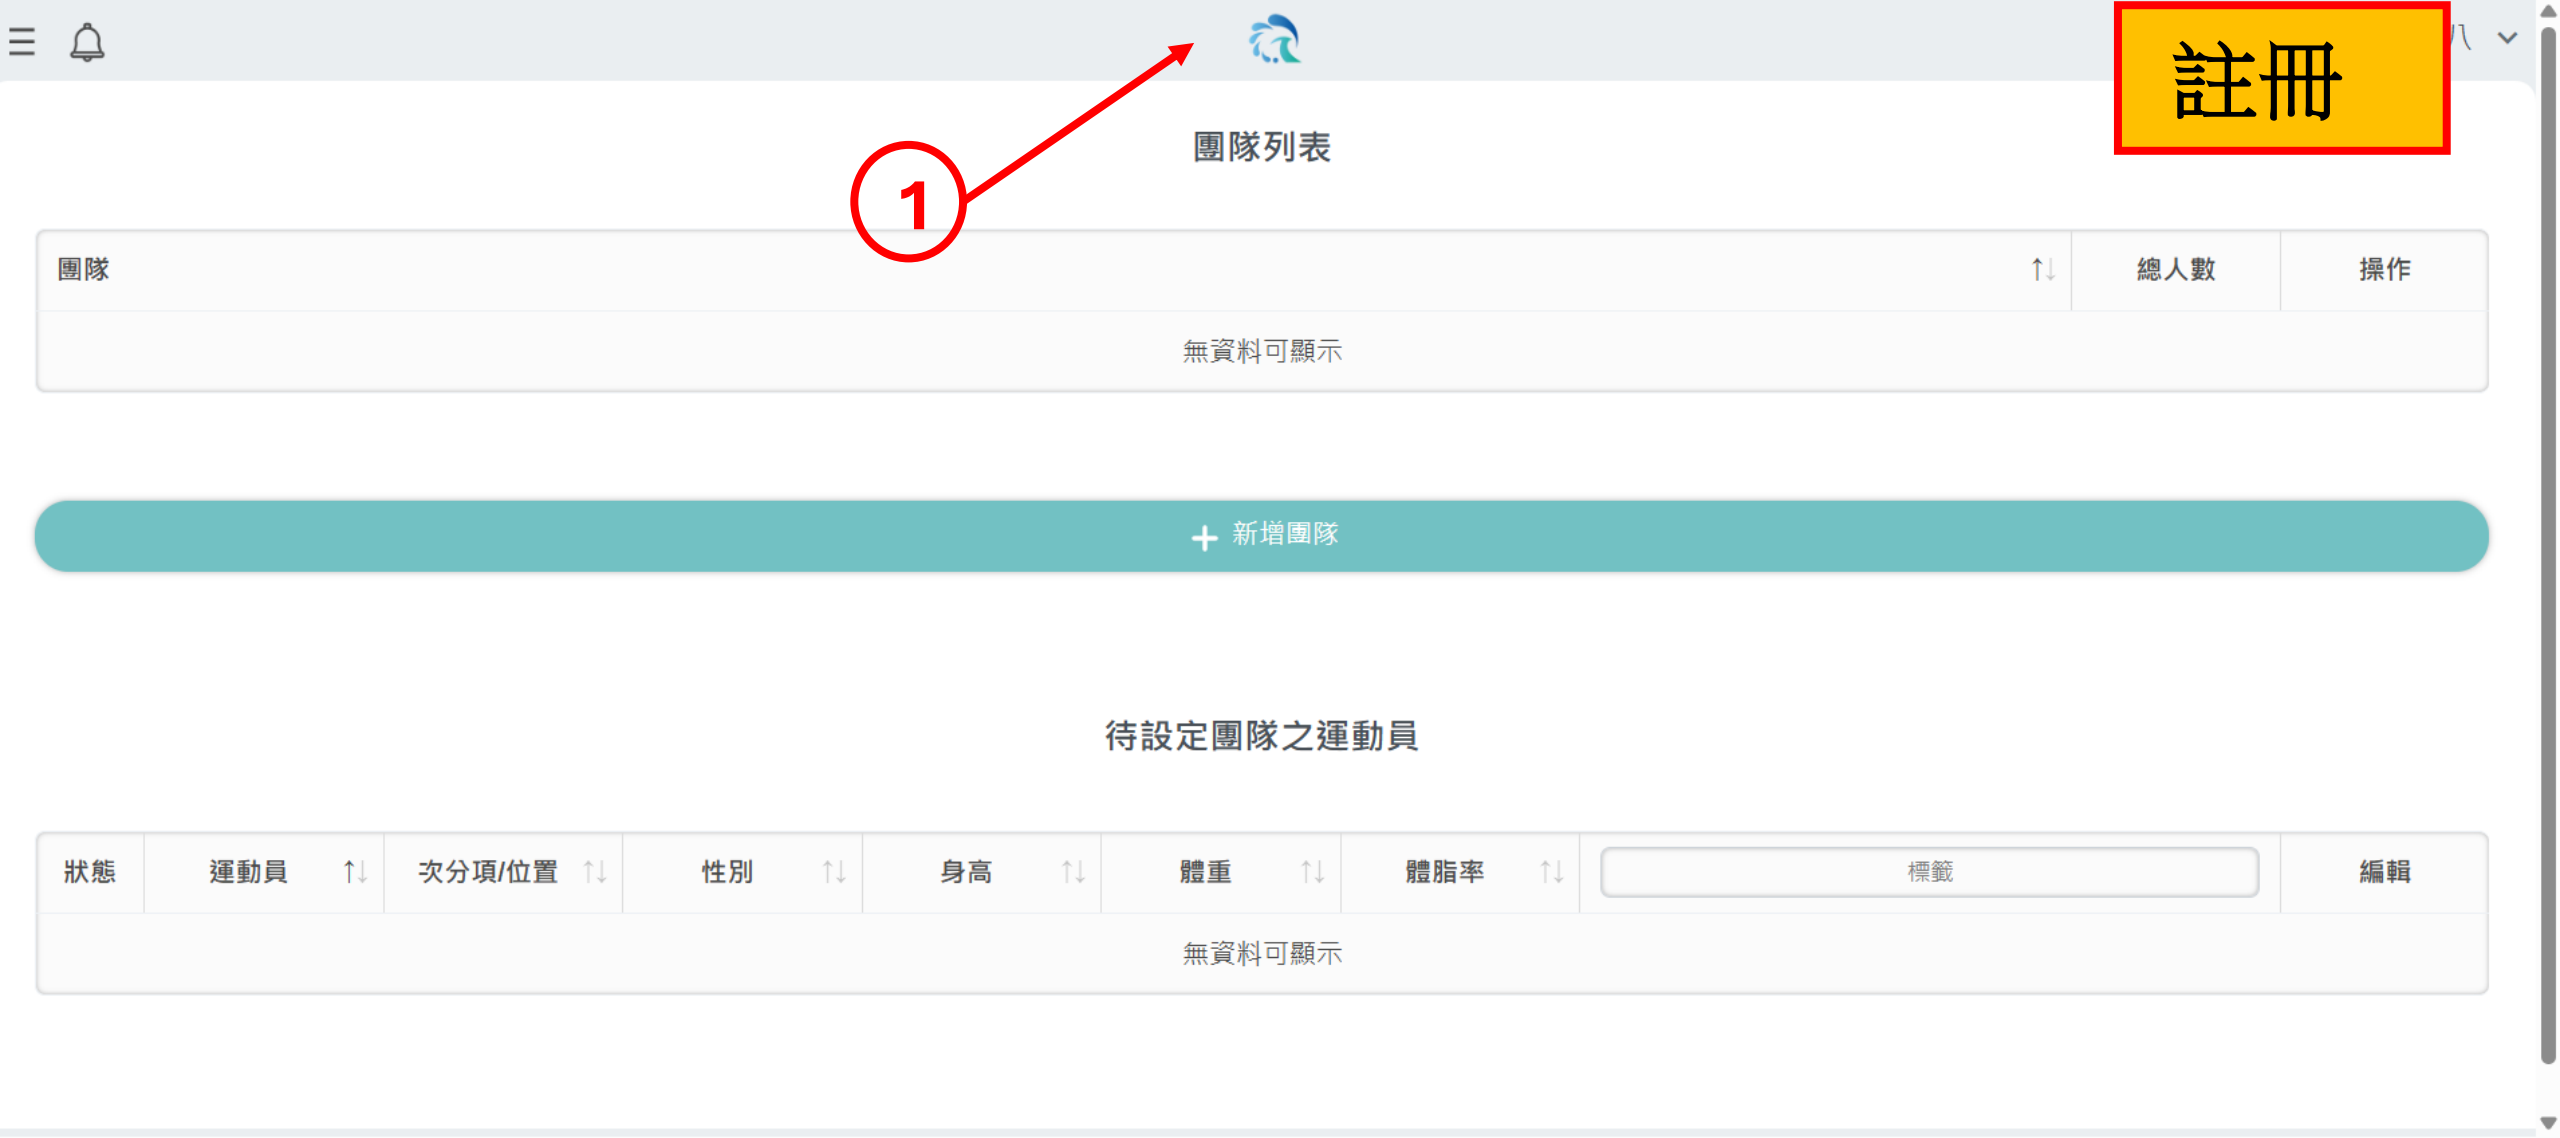 八
註冊
團隊列表
1
團隊 總人數 操作
無資料可顯示
+ 新增團隊
待設定團隊之運動員
狀態 運動員 次分項/位置 性別 身高 體重 體脂率 標籤 編輯
無資料可顯示